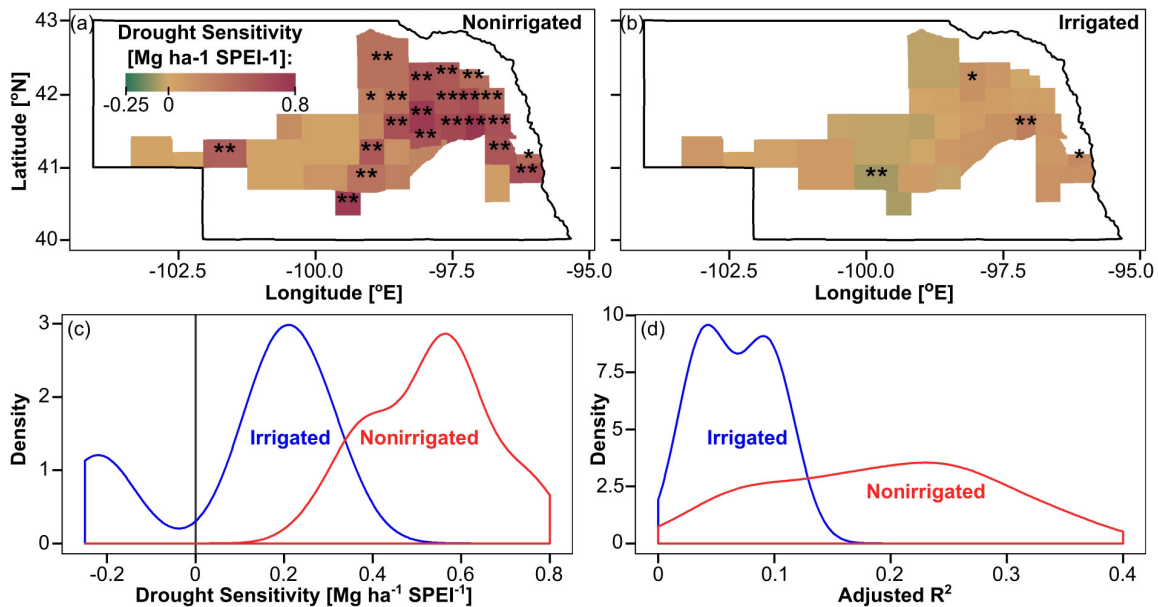 (a) Nonirrigated
Drought Sensitivity
[Mg ha-1 SPEI-1]:
-0.25 0 0.8
43
42
41
40
Latitude [ºN]
** ** ** ** * ** ****** ** ** ****** ** ** ** ** * ** ** **
-102.5 -100.0 -97.5 -95.0
Longitude [ºE]
(b) Irrigated
* ** * **
-102.5 -100.0 -97.5 -95.0
Longitude [ºE]
(c)
3
2
1
0
Density
Irrigated Nonirrigated
-0.2 0 0.2 0.4 0.6 0.8
Drought Sensitivity [Mg ha⁻¹ SPEI⁻¹]
(d)
10
7.5
5.0
2.5
0
Density
Irrigated
Nonirrigated
0 0.1 0.2 0.3 0.4
Adjusted R²